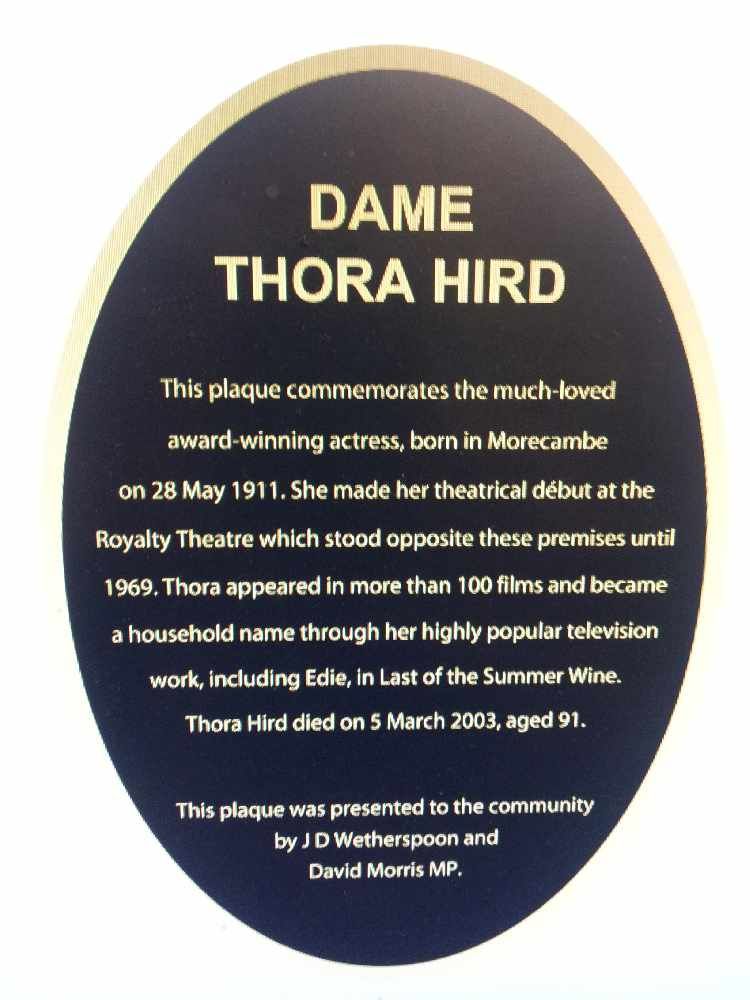 DAME
THORA HIRD
This plaque commemorates the much-loved
award-winning actress, born in Morecambe
on 28 May 1911. She made her theatrical début at the
Royalty Theatre which stood opposite these premises until
1969. Thora appeared in more than 100 films and became
a household name through her highly popular television
work, including Edie, in Last of the Summer Wine.
Thora Hird died on 5 March 2003, aged 91.
This plaque was presented to the community
by J D Wetherspoon and
David Morris MP.